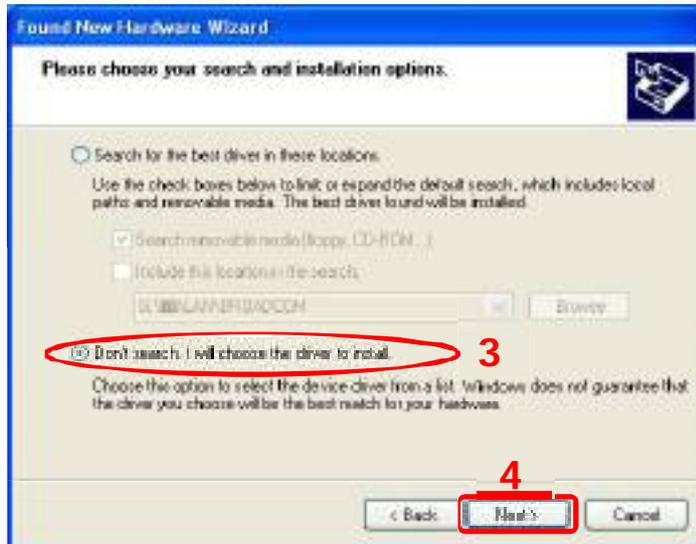 Found New Hardware Wizard
Please choose your search and installation options.
Search for the best driver in these locations.
Use the check boxes below to limit or expand the default search, which includes local
paths and removable media. The best driver found will be installed.
Search removable media (floppy, CD-ROM...)
Include this location in the search:
Browse
Don't search. I will choose the driver to install.
3
Choose this option to select the device driver from a list. Windows does not guarantee that
the driver you choose will be the best match for your hardware.
4
< Back
Next >
Cancel